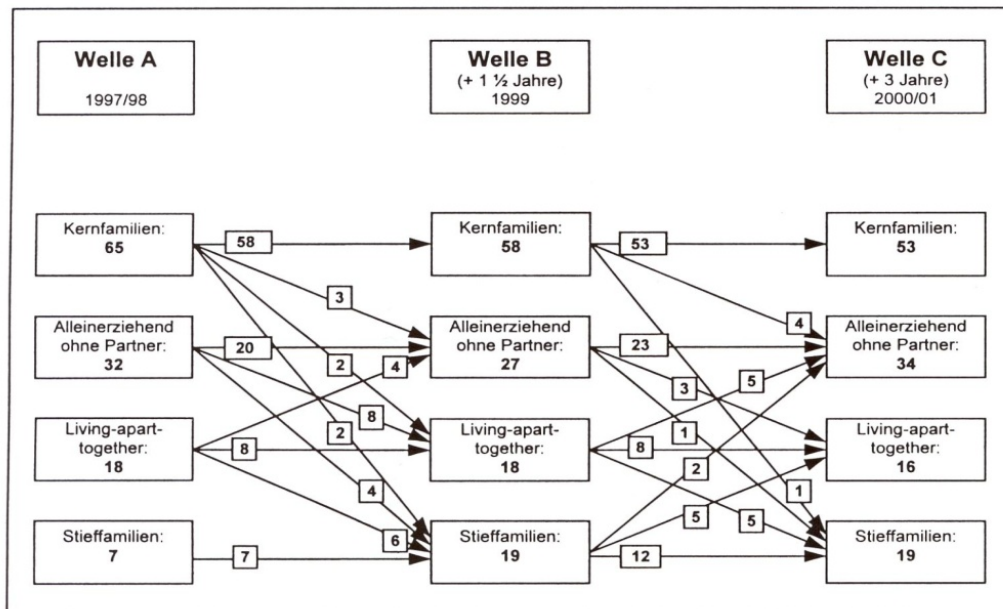 Welle A
1997/98
Welle B
(+ 1 ½ Jahre)
1999
Welle C
(+ 3 Jahre)
2000/01
Kernfamilien:
65
58
Kernfamilien:
58
53
Kernfamilien:
53
3
4
Alleinerziehend
ohne Partner:
32
20
2
4
Alleinerziehend
ohne Partner:
27
23
3
5
Alleinerziehend
ohne Partner:
34
8
2
1
Living-apart-
together:
18
8
4
6
Living-apart-
together:
18
8
2
5
5
1
Living-apart-
together:
16
Stieffamilien:
7
7
Stieffamilien:
19
12
Stieffamilien:
19